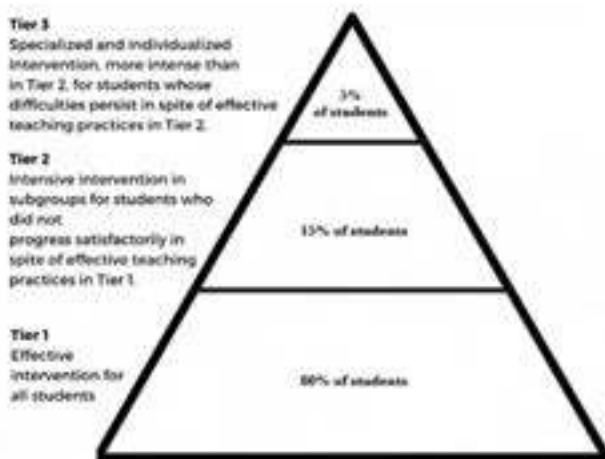 Tier 3
Specialized and Individualized
Intervention, more intense than
in Tier 2, for students whose
difficulties persist in spite of effective
teaching practices in Tier 2.
5%
of students
Tier 2
Intensive intervention in
subgroups for students who
did not
progress satisfactorily in
spite of effective teaching
practices in Tier 1.
15% of students
Tier 1
Effective
intervention for
all students
80% of students